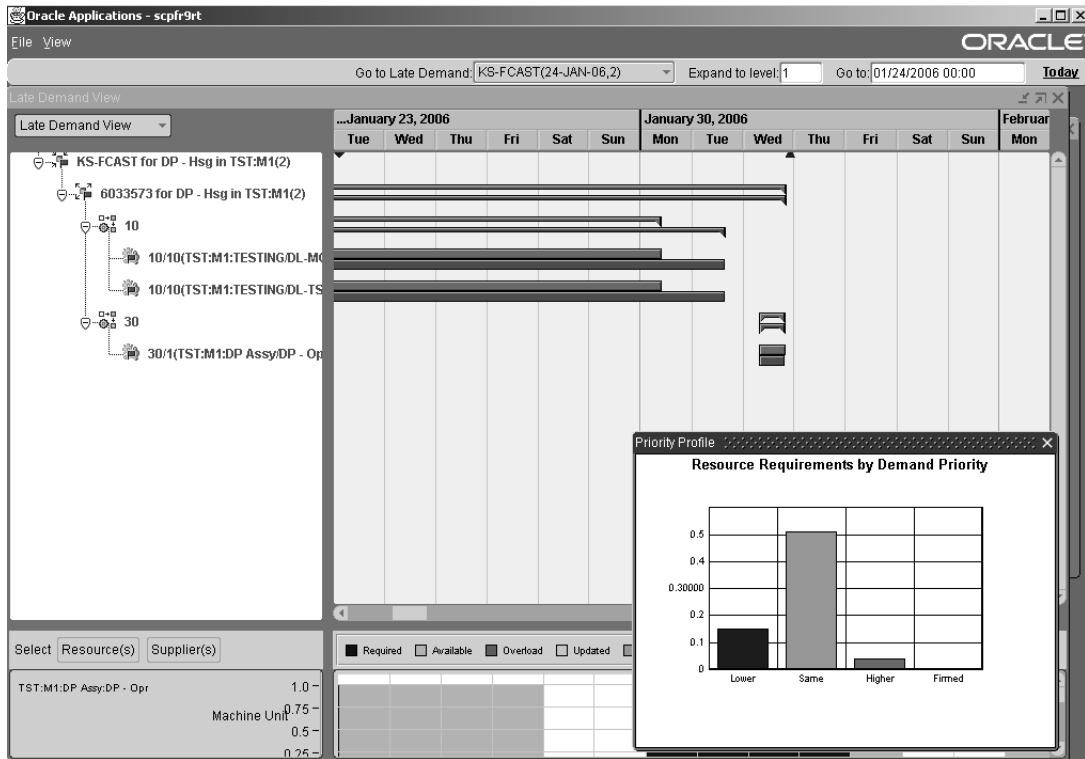 Oracle Applications - scpfr9rt
File View
ORACLE
Go to Late Demand: KS-FCAST(24-JAN-06,2) Expand to level: 1 Go to: 01/24/2006 00:00 Today
Late Demand View
Late Demand View
...January 23, 2006 January 30, 2006 Februar
Tue Wed Thu Fri Sat Sun Mon Tue Wed Thu Fri Sat Sun Mon
KS-FCAST for DP - Hsg in TST:M1(2)
6033573 for DP - Hsg in TST:M1(2)
10
10/10(TST:M1:TESTING/DL-MC
10/10(TST:M1:TESTING/DL-TS
30
30/1(TST:M1:DP Assy/DP - Op
Priority Profile
Resource Requirements by Demand Priority
0.5
0.4
0.30000
0.2
0.1
0
Lower Same Higher Firmed
Select Resource(s) Supplier(s)
Required Available Overload Updated
TST:M1:DP Assy:DP - Opr
Machine Unit
1.0
0.75
0.5
0.25